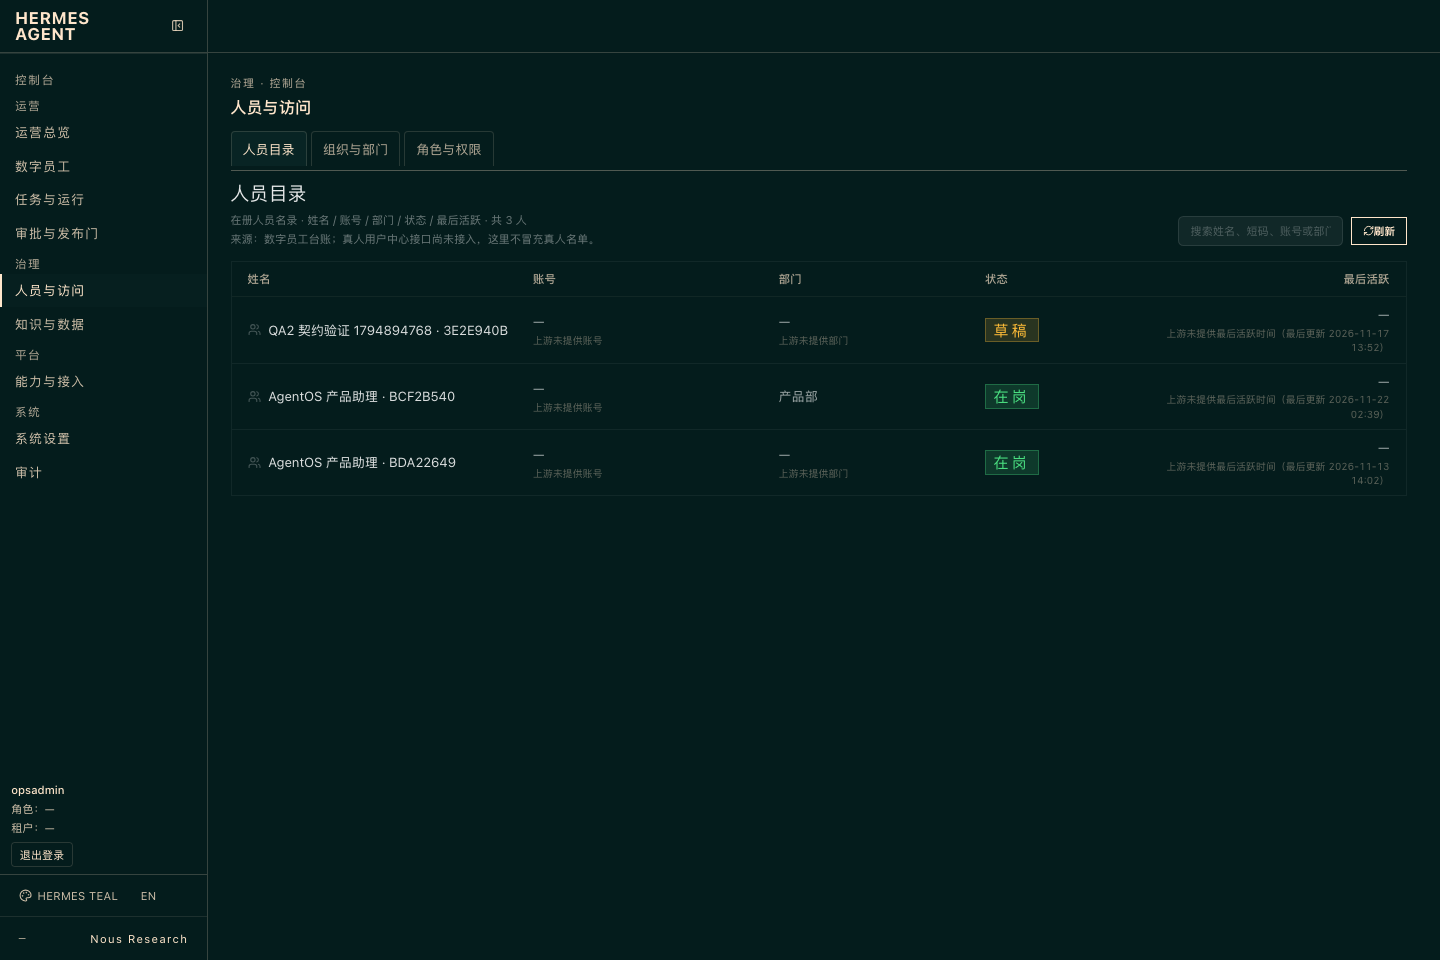 HERMES
AGENT
控制台
运营
运营总览
数字员工
任务与运行
审批与发布门
治理
人员与访问
知识与数据
平台
能力与接入
系统
系统设置
审计
opsadmin
角色：—
租户：—
退出登录
HERMES TEAL EN
— Nous Research
治理 · 控制台
人员与访问
人员目录 组织与部门 角色与权限
人员目录
在册人员名录 · 姓名 / 账号 / 部门 / 状态 / 最后活跃 · 共 3 人
来源：数字员工台账；真人用户中心接口尚未接入，这里不冒充真人名单。
搜索姓名、短码、账号或部门 刷新
姓名 账号 部门 状态 最后活跃
QA2 契约验证 1794894768 · 3E2E940B — 上游未提供账号 — 上游未提供部门 草稿 —
上游未提供最后活跃时间（最后更新 2026-11-17
13:52）
AgentOS 产品助理 · BCF2B540 — 上游未提供账号 产品部 在岗 —
上游未提供最后活跃时间（最后更新 2026-11-22
02:39）
AgentOS 产品助理 · BDA22649 — 上游未提供账号 — 上游未提供部门 在岗 —
上游未提供最后活跃时间（最后更新 2026-11-13
14:02）